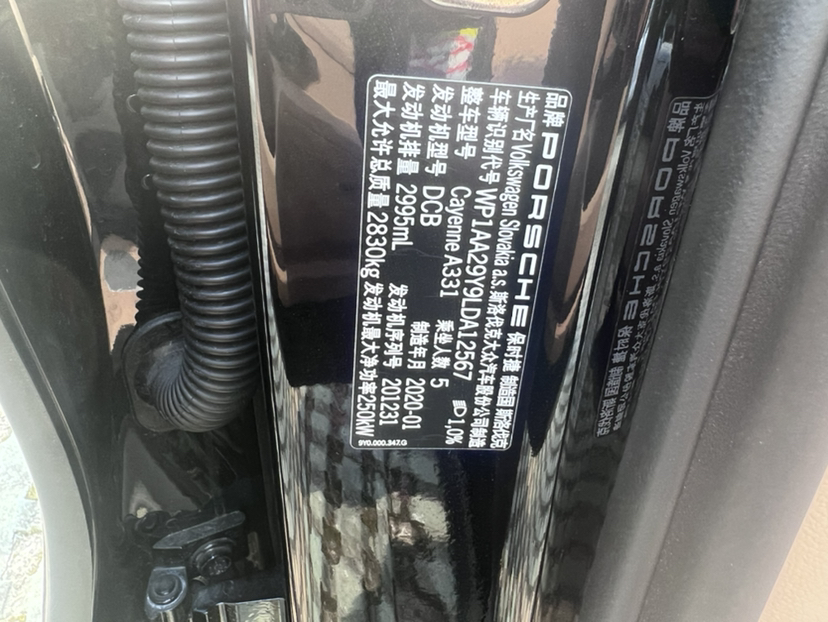 品牌 PORSCHE 保时捷 制造国 斯洛伐克
生产厂名 Volkswagen Slovakia a.s. 斯洛伐克大众汽车股份公司制造
车辆识别代号 WP1AA29Y9LDA12567 1,0%
整车型号 Cayenne A331 乘坐人数 5
发动机型号 DCB 制造年月 2020-01
发动机排量 2995mL 发动机序列号 201231
最大允许总质量 2830kg 发动机最大净功率250kW
9Y0.000.347.G